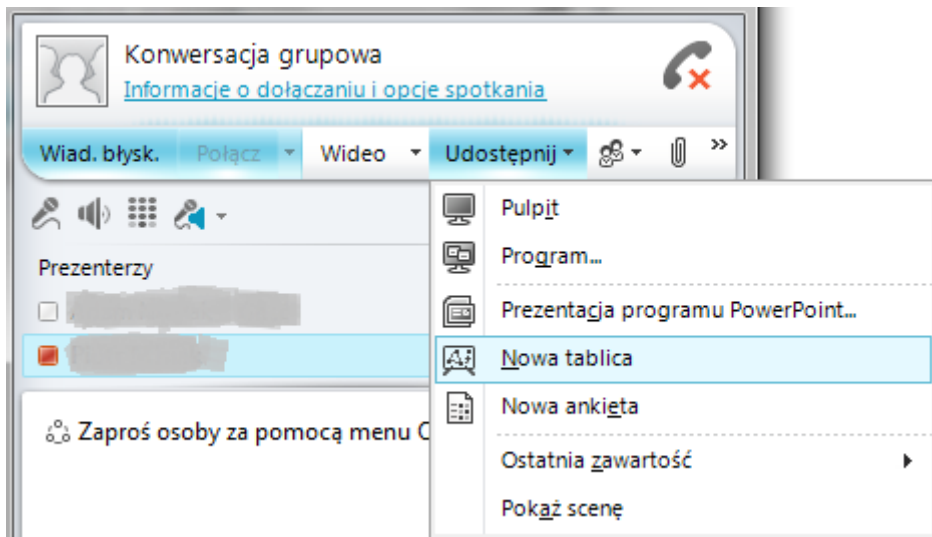 Konwersacja grupowa
Informacje o dołączaniu i opcje spotkania
Wiad. błysk. Połącz Wideo Udostępnij
Pulpit
Program...
Prezenterzy
Prezentacja programu PowerPoint...
Nowa tablica
Nowa ankieta
Zaproś osoby za pomocą menu
Ostatnia zawartość
Pokaż scenę